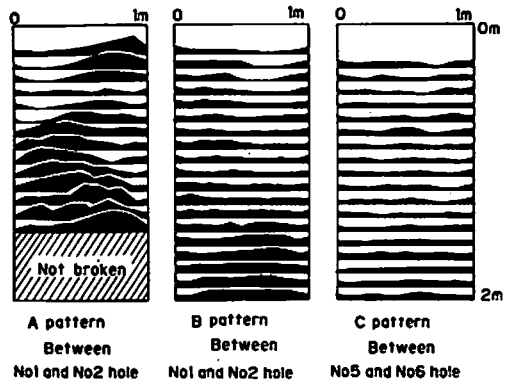 0 1m 0 1m 0 1m
0m
Not broken
2m
A pattern
Between
No1 and No2 hole
B pattern
Between
No1 and No2 hole
C pattern
Between
No5 and No6 hole